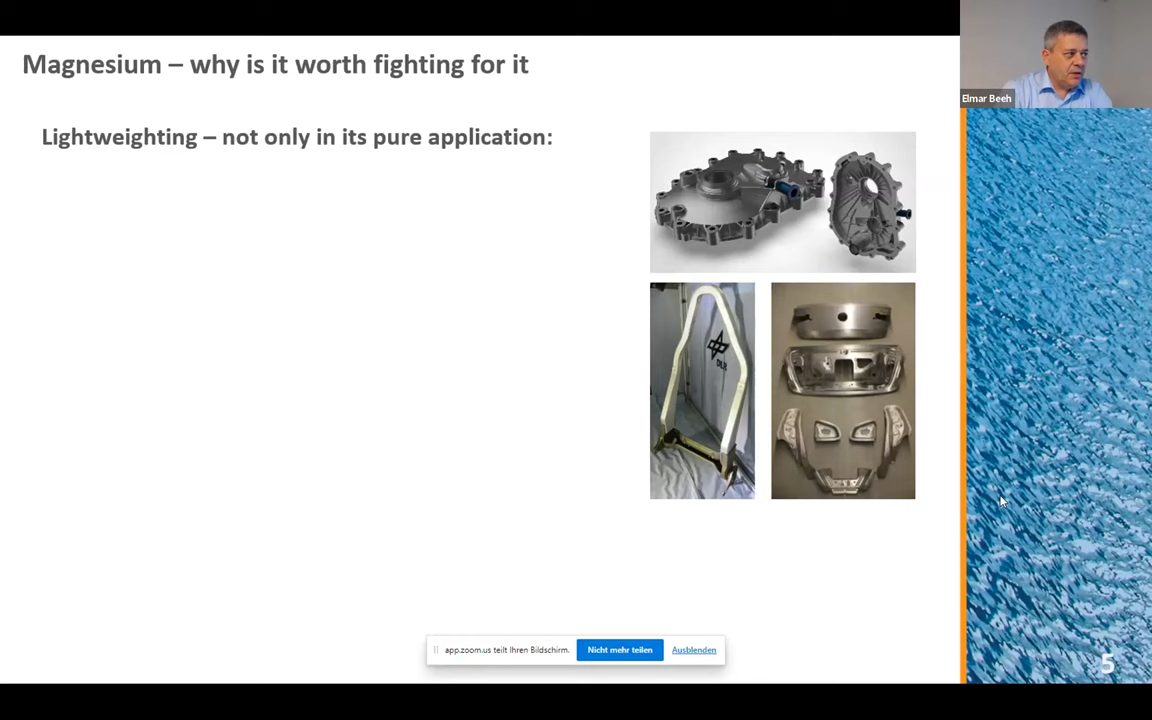 Magnesium – why is it worth fighting for it
Elmar Beeh
Lightweighting – not only in its pure application:
DLR
app.zoom.us teilt Ihren Bildschirm.
Nicht mehr teilen
Ausblenden
5